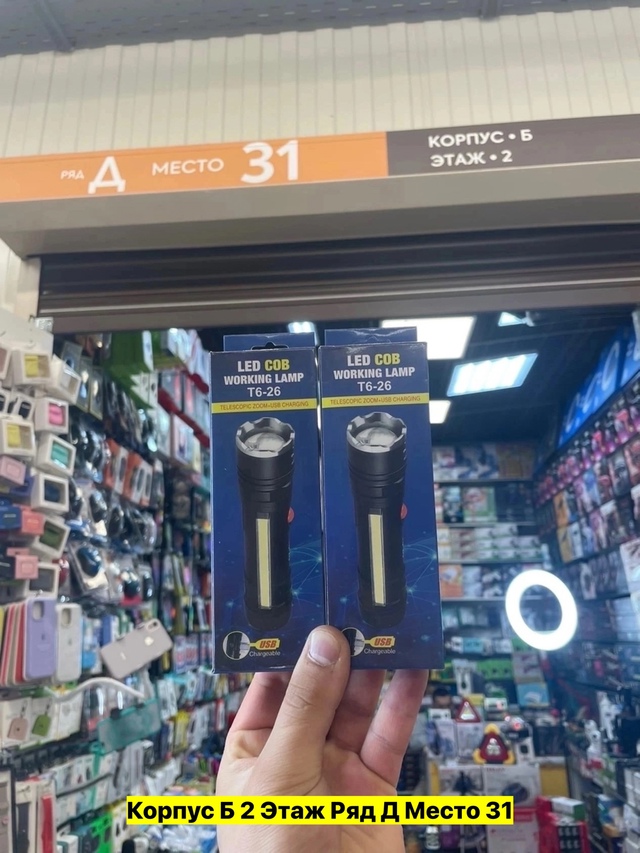 РЯД Д МЕСТО 31
КОРПУС • Б
ЭТАЖ • 2
LED COB
WORKING LAMP
T6-26
TELESCOPIC ZOOM+USB CHARGING
USB
Chargeable
LED COB
WORKING LAMP
T6-26
TELESCOPIC ZOOM+USB CHARGING
USB
Chargeable
Корпус Б 2 Этаж Ряд Д Место 31